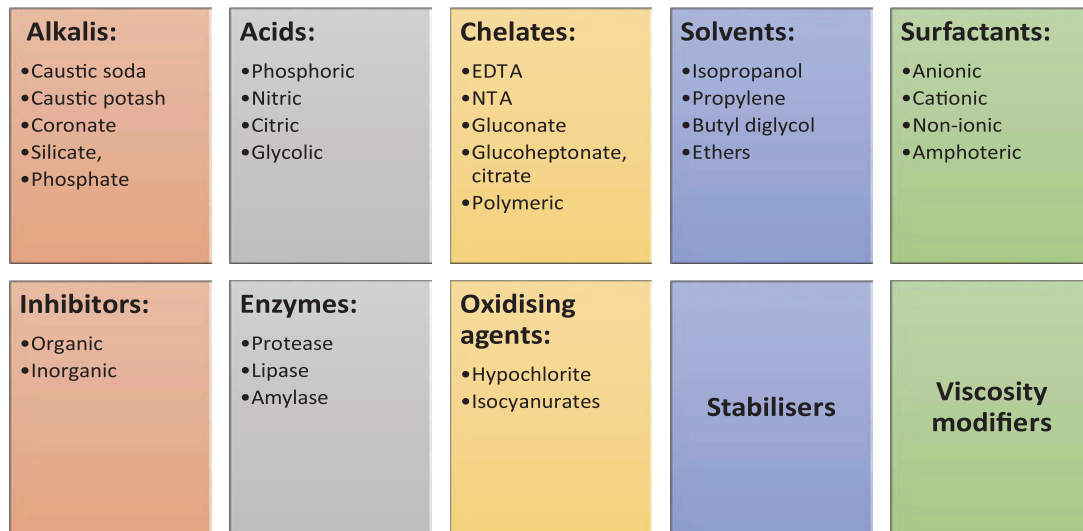 Alkalis:
•Caustic soda
•Caustic potash
•Coronate
•Silicate,
•Phosphate
Acids:
•Phosphoric
•Nitric
•Citric
•Glycolic
Chelates:
•EDTA
•NTA
•Gluconate
•Glucoheptonate,
citrate
•Polymeric
Solvents:
•Isopropanol
•Propylene
•Butyl diglycol
•Ethers
Surfactants:
•Anionic
•Cationic
•Non-ionic
•Amphoteric
Inhibitors:
•Organic
•Inorganic
Enzymes:
•Protease
•Lipase
•Amylase
Oxidising
agents:
•Hypochlorite
•Isocyanurates
Stabilisers
Viscosity
modifiers